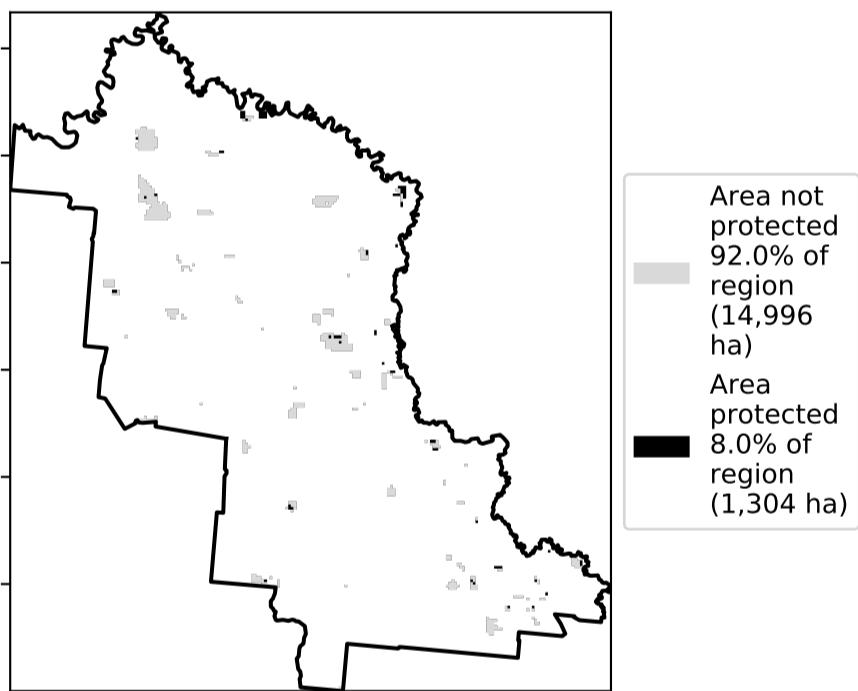 Area not
protected
92.0% of
region
(14,996
ha)
Area
protected
8.0% of
region
(1,304 ha)